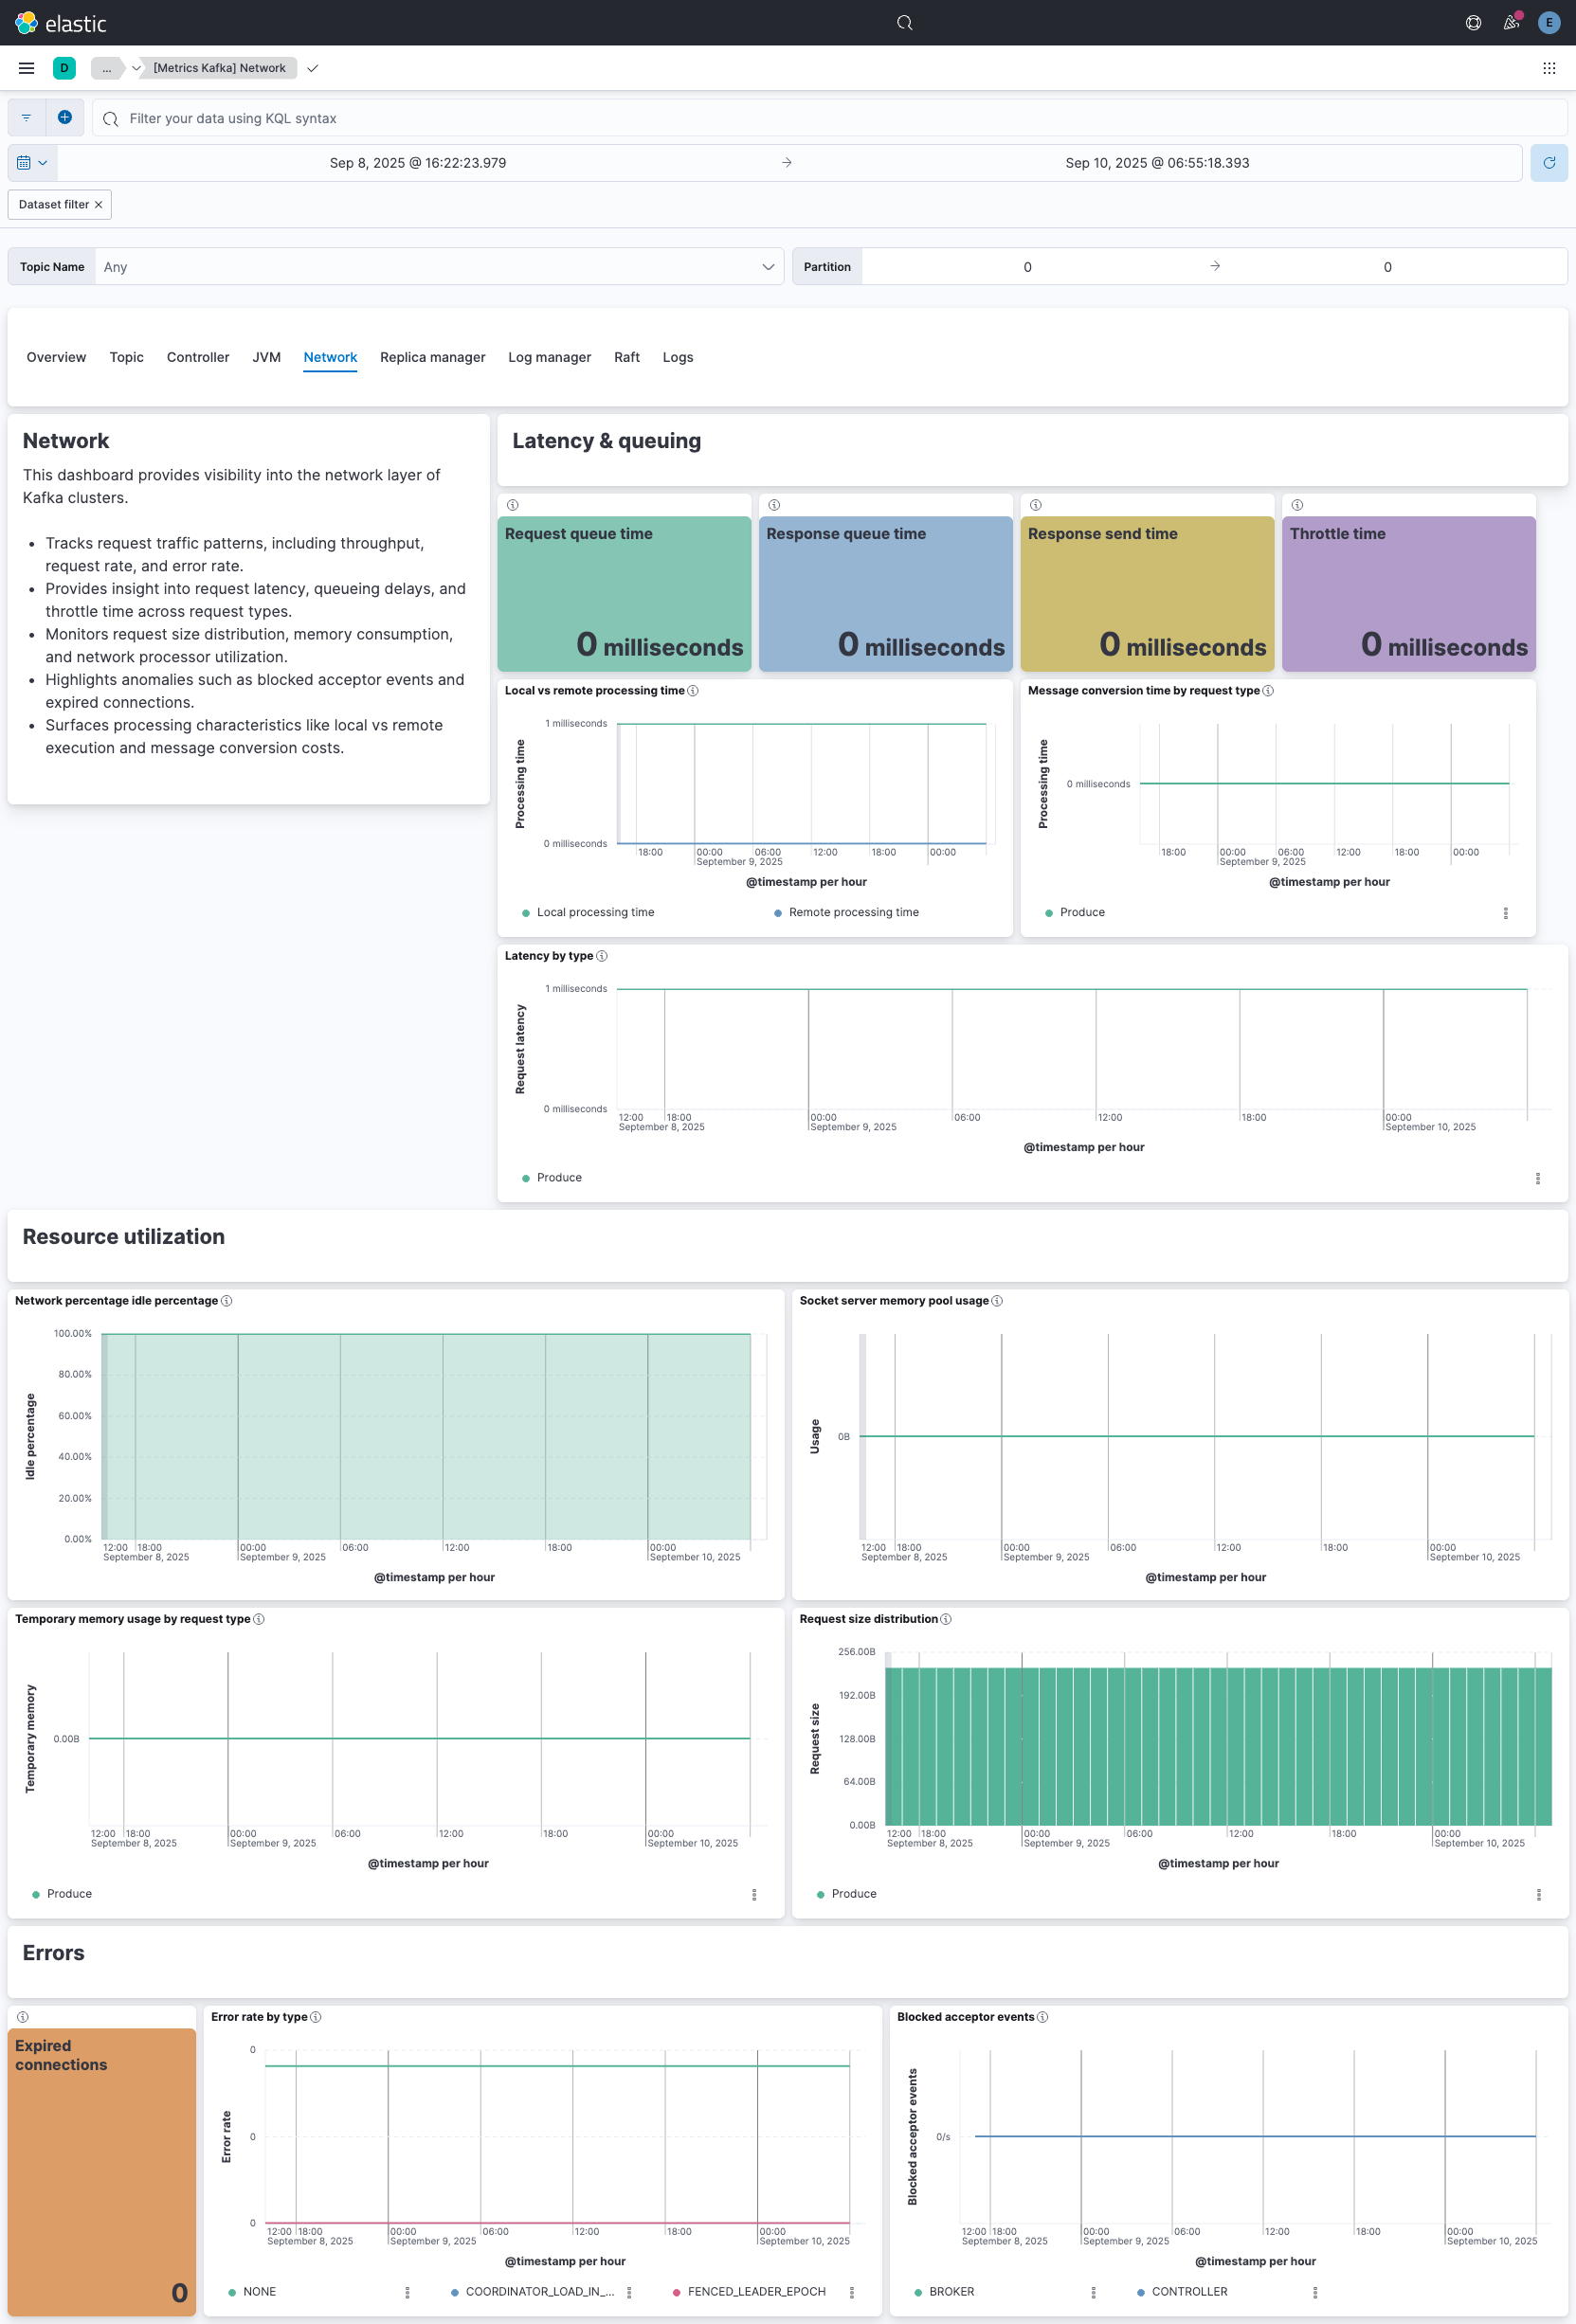 elastic
E
D
...
[Metrics Kafka] Network
Filter your data using KQL syntax
Sep 8, 2025 @ 16:22:23.979
→
Sep 10, 2025 @ 06:55:18.393
Dataset filter ×
Topic Name
Any
Partition
0
→
0
Overview
Topic
Controller
JVM
Network
Replica manager
Log manager
Raft
Logs
Network
This dashboard provides visibility into the network layer of
Kafka clusters.
• Tracks request traffic patterns, including throughput,
request rate, and error rate.
• Provides insight into request latency, queueing delays, and
throttle time across request types.
• Monitors request size distribution, memory consumption,
and network processor utilization.
• Highlights anomalies such as blocked acceptor events and
expired connections.
• Surfaces processing characteristics like local vs remote
execution and message conversion costs.
Latency & queuing
Request queue time
0 milliseconds
Response queue time
0 milliseconds
Response send time
0 milliseconds
Throttle time
0 milliseconds
Local vs remote processing time
Processing time
1 milliseconds
0 milliseconds
18:00
00:00
06:00
12:00
18:00
00:00
September 9, 2025
@timestamp per hour
Local processing time
Remote processing time
Message conversion time by request type
Processing time
0 milliseconds
18:00
00:00
06:00
12:00
18:00
00:00
September 9, 2025
@timestamp per hour
Produce
Latency by type
Request latency
1 milliseconds
0 milliseconds
12:00
18:00
00:00
06:00
12:00
18:00
00:00
September 8, 2025
September 9, 2025
September 10, 2025
@timestamp per hour
Produce
Resource utilization
Network percentage idle percentage
Idle percentage
100.00%
80.00%
60.00%
40.00%
20.00%
0.00%
12:00
18:00
00:00
06:00
12:00
18:00
00:00
September 8, 2025
September 9, 2025
September 10, 2025
@timestamp per hour
Socket server memory pool usage
Usage
0B
12:00
18:00
00:00
06:00
12:00
18:00
00:00
September 8, 2025
September 9, 2025
September 10, 2025
@timestamp per hour
Temporary memory usage by request type
Temporary memory
0.00B
12:00
18:00
00:00
06:00
12:00
18:00
00:00
September 8, 2025
September 9, 2025
September 10, 2025
@timestamp per hour
Produce
Request size distribution
Request size
256.00B
192.00B
128.00B
64.00B
0.00B
12:00
18:00
00:00
06:00
12:00
18:00
00:00
September 8, 2025
September 9, 2025
September 10, 2025
@timestamp per hour
Produce
Errors
Expired
connections
0
Error rate by type
Error rate
0
0
0
12:00
18:00
00:00
06:00
12:00
18:00
00:00
September 8, 2025
September 9, 2025
September 10, 2025
@timestamp per hour
NONE
COORDINATOR_LOAD_IN_...
FENCED_LEADER_EPOCH
Blocked acceptor events
Blocked acceptor events
0/s
12:00
18:00
00:00
06:00
12:00
18:00
00:00
September 8, 2025
September 9, 2025
September 10, 2025
@timestamp per hour
BROKER
CONTROLLER